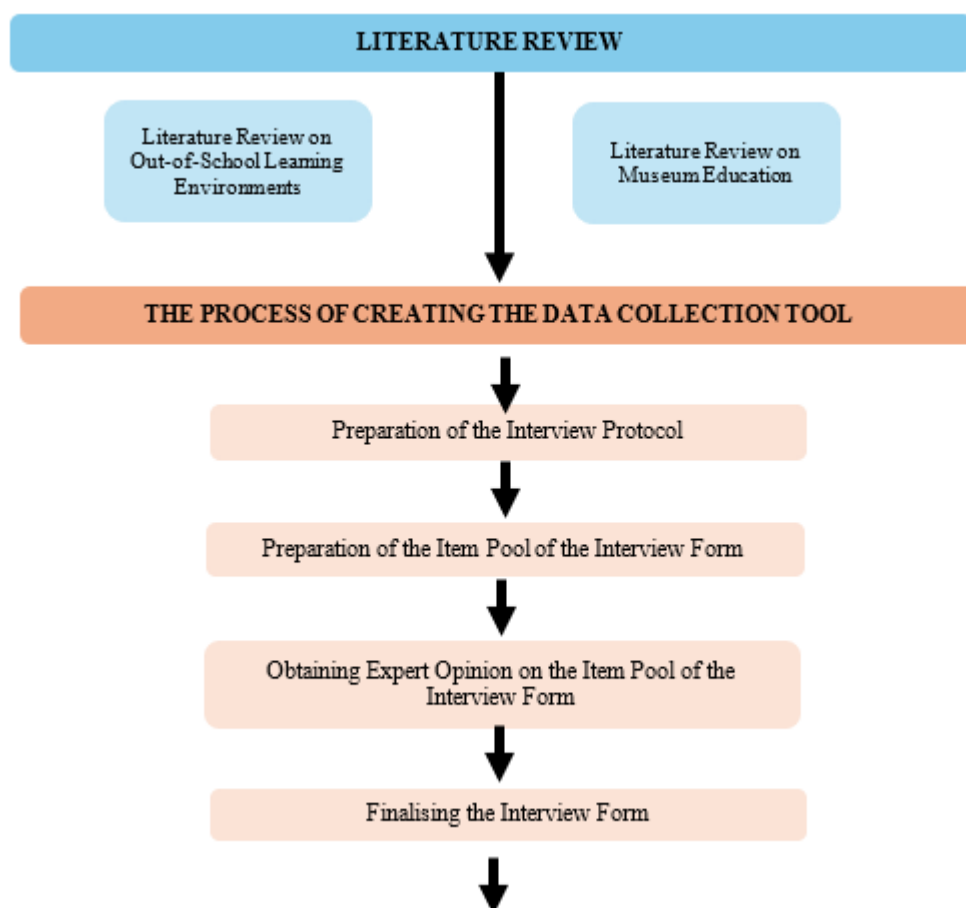 LITERATURE REVIEW
Literature Review on
Out-of-School Learning
Environments
Literature Review on
Museum Education
THE PROCESS OF CREATING THE DATA COLLECTION TOOL
Preparation of the Interview Protocol
Preparation of the Item Pool of the Interview Form
Obtaining Expert Opinion on the Item Pool of the
Interview Form
Finalising the Interview Form